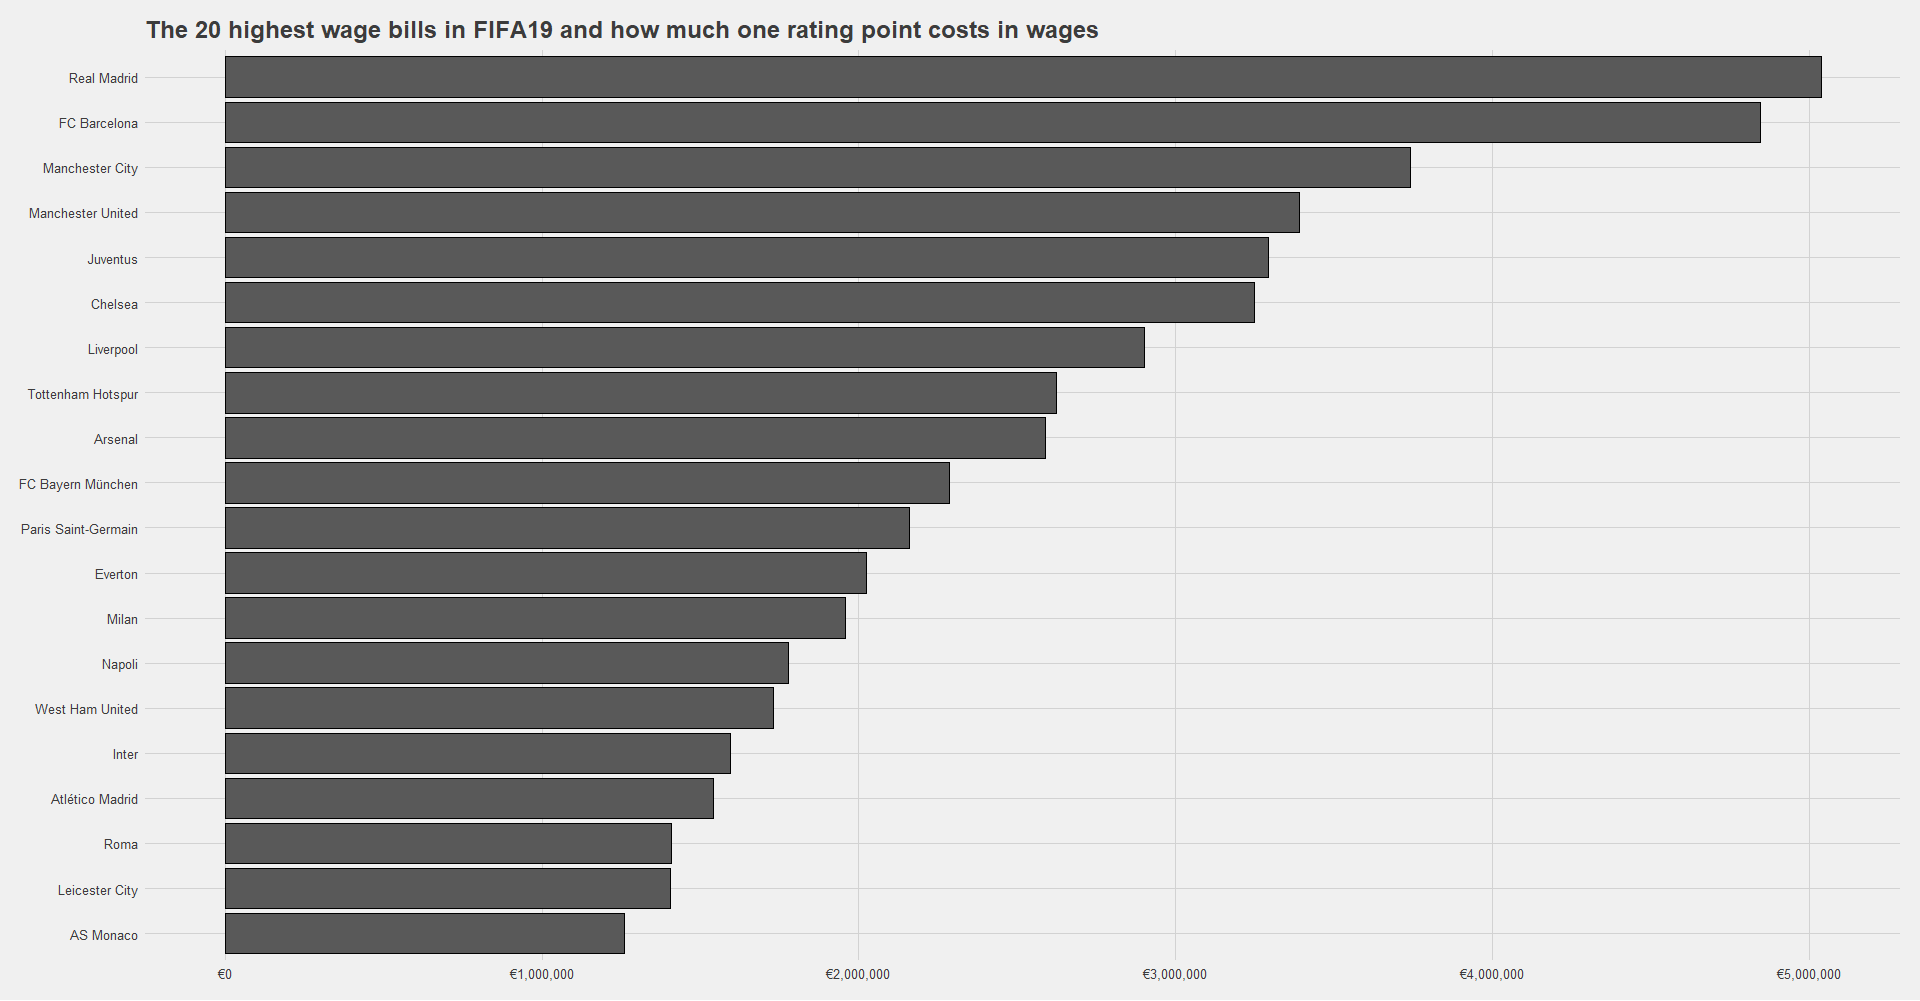 The 20 highest wage bills in FIFA19 and how much one rating point costs in wages
Real Madrid
FC Barcelona
Manchester City
Manchester United
Juventus
Chelsea
Liverpool
Tottenham Hotspur
Arsenal
FC Bayern München
Paris Saint-Germain
Everton
Milan
Napoli
West Ham United
Inter
Atlético Madrid
Roma
Leicester City
AS Monaco
€0 €1,000,000 €2,000,000 €3,000,000 €4,000,000 €5,000,000